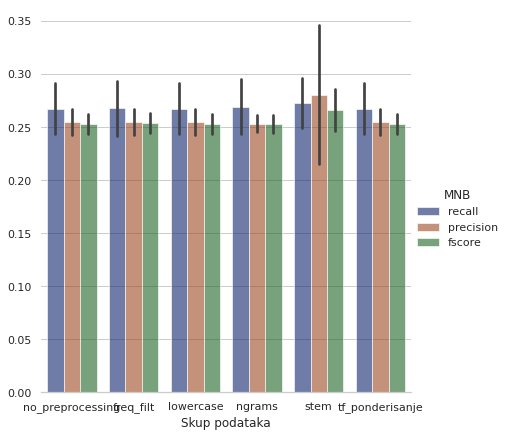 0.35
0.30
0.25
0.20
0.15
0.10
0.05
0.00
no_preprocessing freq_filt lowercase ngrams stem tf_ponderisanje
Skup podataka
MNB
recall
precision
fscore